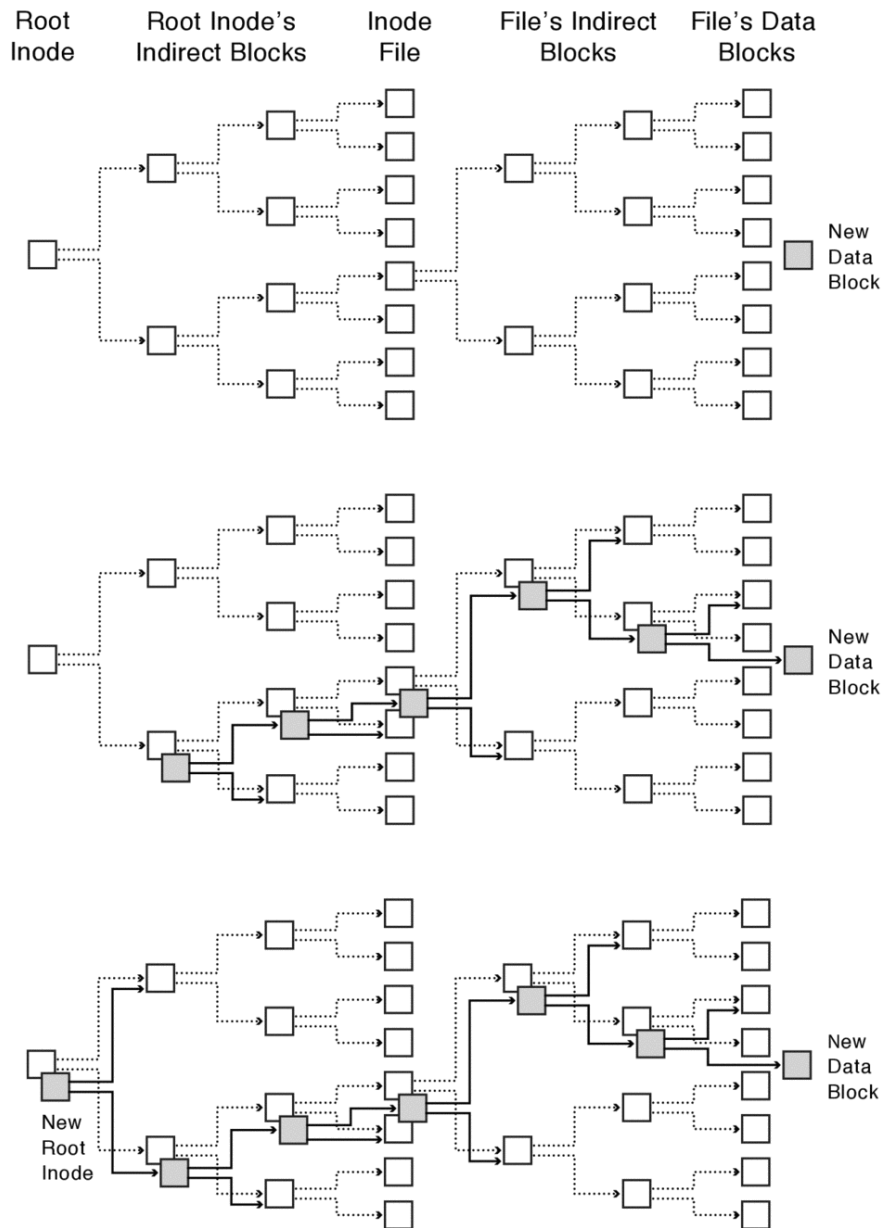 Root
Inode
Root Inode's
Indirect Blocks
Inode
File
File's Indirect
Blocks
File's Data
Blocks
New
Data
Block
New
Data
Block
New
Root
Inode
New
Data
Block